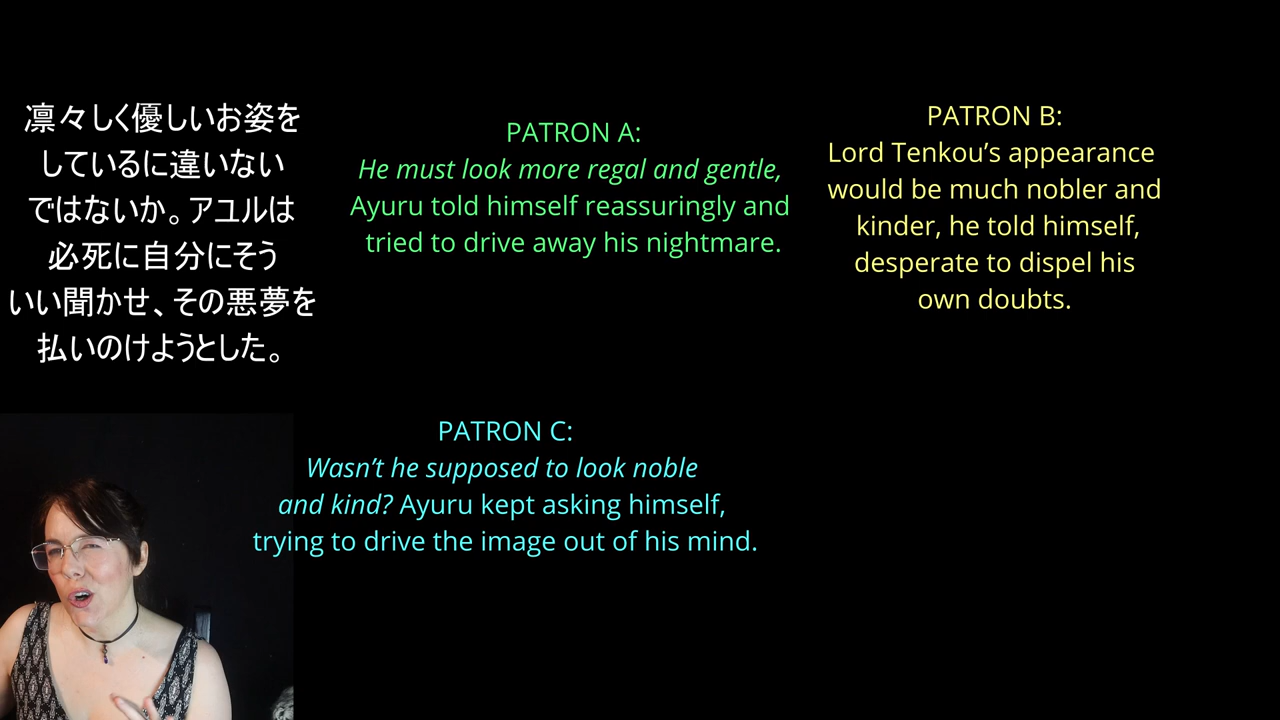 凛々しく優しいお姿を
しているに違いない
ではないか。アユルは
必死に自分にそう
いい聞かせ、その悪夢を
払いのけようとした。
PATRON A:
He must look more regal and gentle,
Ayuru told himself reassuringly and
tried to drive away his nightmare.
PATRON B:
Lord Tenkou’s appearance
would be much nobler and
kinder, he told himself,
desperate to dispel his
own doubts.
PATRON C:
Wasn’t he supposed to look noble
and kind? Ayuru kept asking himself,
trying to drive the image out of his mind.